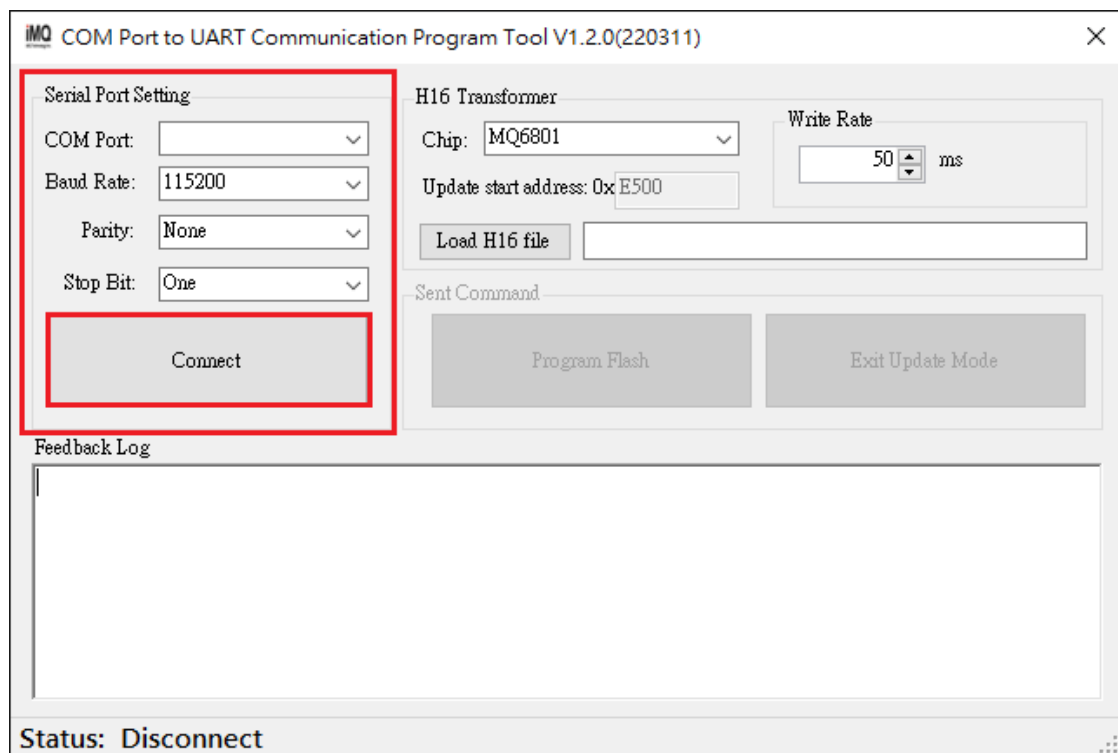 iMQ COM Port to UART Communication Program Tool V1.2.0(220311)
Serial Port Setting
COM Port:
Baud Rate: 115200
Parity: None
Stop Bit: One
Connect
H16 Transformer
Chip: MQ6801
Update start address: 0x E500
Load H16 file
Write Rate
50 ms
Sent Command
Program Flash
Exit Update Mode
Feedback Log
Status: Disconnect